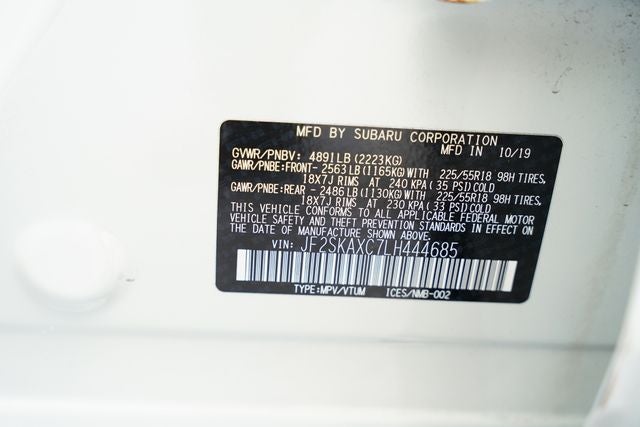 MFD BY SUBARU CORPORATION
MFD IN 10/19
GVWR/PNBV: 4891LB(2223KG)
GAWR/PNBE:FRONT-2563LB(1165KG)WITH 225/55R18 98H TIRES,
18X7J RIMS AT 240 KPA(35 PSI)COLD
GAWR/PNBE:REAR -2486LB(1130KG)WITH 225/55R18 98H TIRES,
18X7J RIMS AT 230 KPA(33 PSI)COLD
THIS VEHICLE CONFORMS TO ALL APPLICABLE FEDERAL MOTOR
VEHICLE SAFETY AND THEFT PREVENTION STANDARDS IN EFFECT ON
THE DATE OF MANUFACTURE SHOWN ABOVE.
VIN: JF2SKAXC7LH444685
TYPE:MPV/VTUM ICES/NMB-002